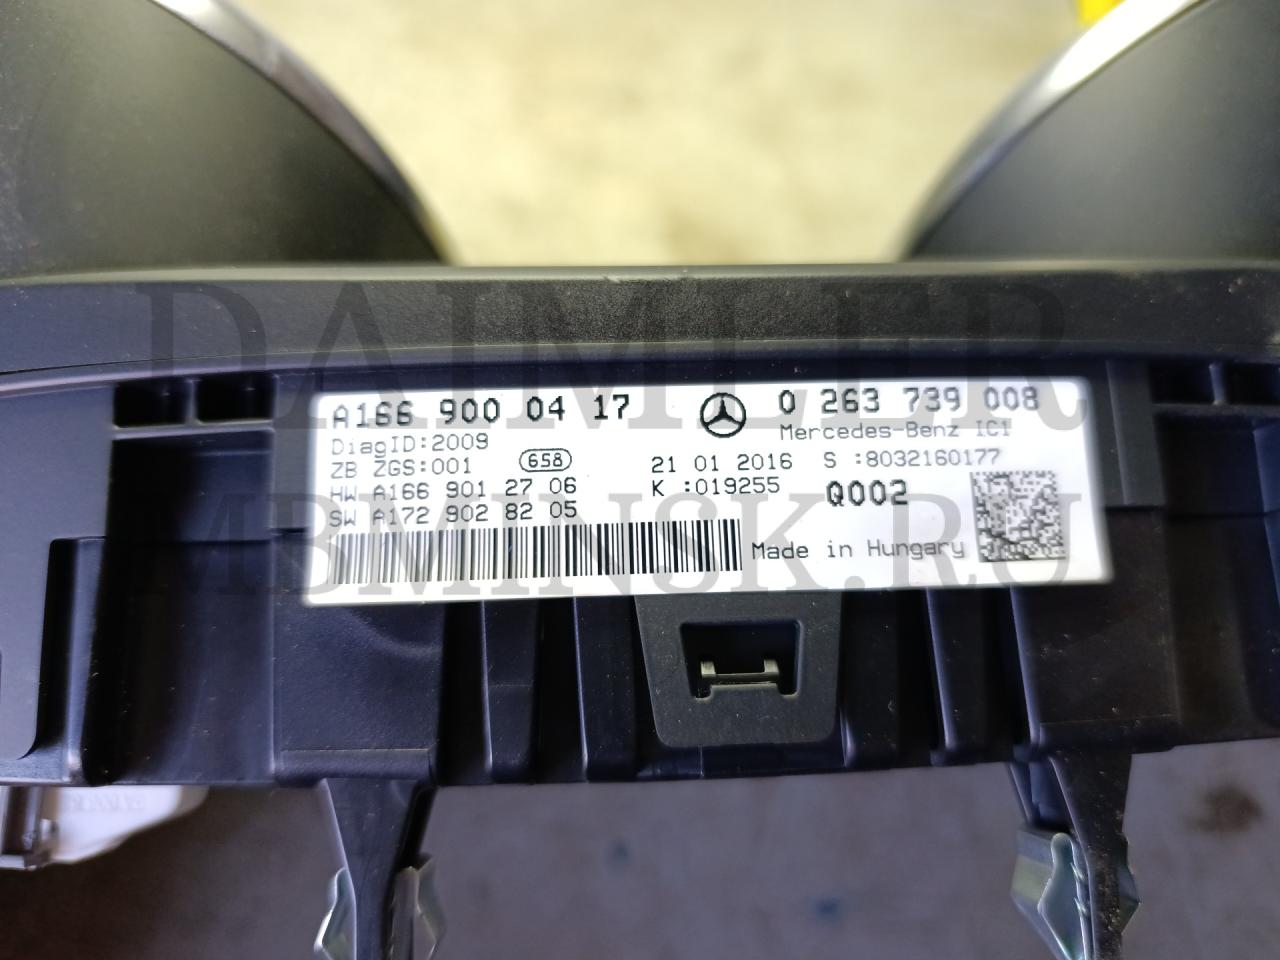 DAIMLER
A166 900 04 17
0 263 739 008
DiagID:2009
Mercedes-Benz IC1
ZB ZGS:001
658
21 01 2016
S :8032160177
HW A166 901 27 06
K :019255
Q002
SW A172 902 82 05
Made in Hungary
MBMINSK.RU